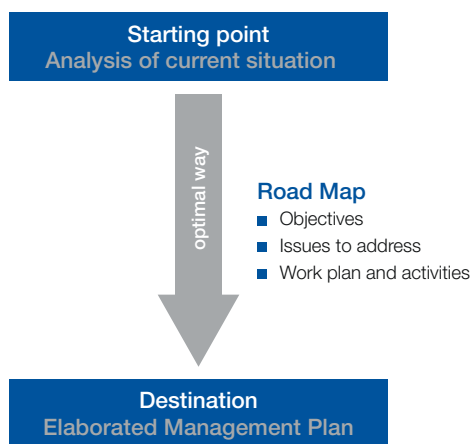 Starting point
Analysis of current situation
optimal way
Road Map
Objectives
Issues to address
Work plan and activities
Destination
Elaborated Management Plan